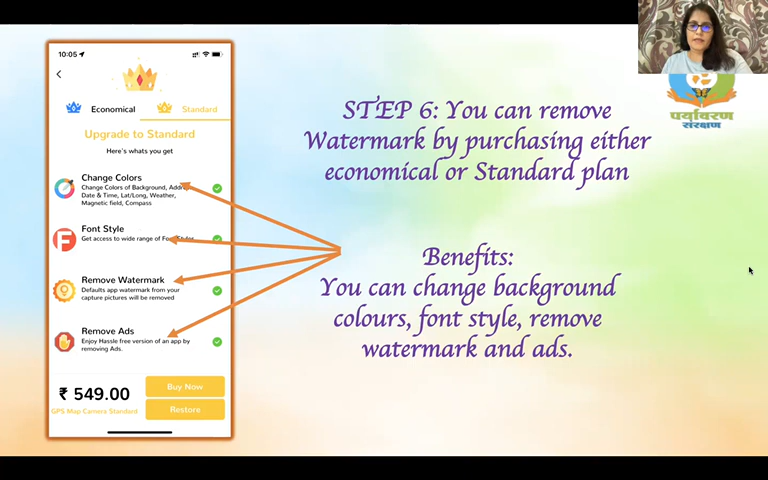 10:05
Economical
Standard
Upgrade to Standard
Here's whats you get
Change Colors
Change Colors of Background, Addr
Date & Time, Lat/Long, Weather,
Magnetic field, Compass
Font Style
Get access to wide range of Font Styles
Remove Watermark
Defaults app watermark from your
capture pictures will be removed
Remove Ads
Enjoy Hassle free version of an app by
removing Ads.
₹ 549.00
GPS Map Camera Standard
Buy Now
Restore
STEP 6: You can remove
Watermark by purchasing either
economical or Standard plan
Benefits:
You can change background
colours, font style, remove
watermark and ads.
पर्यावरण
संरक्षण